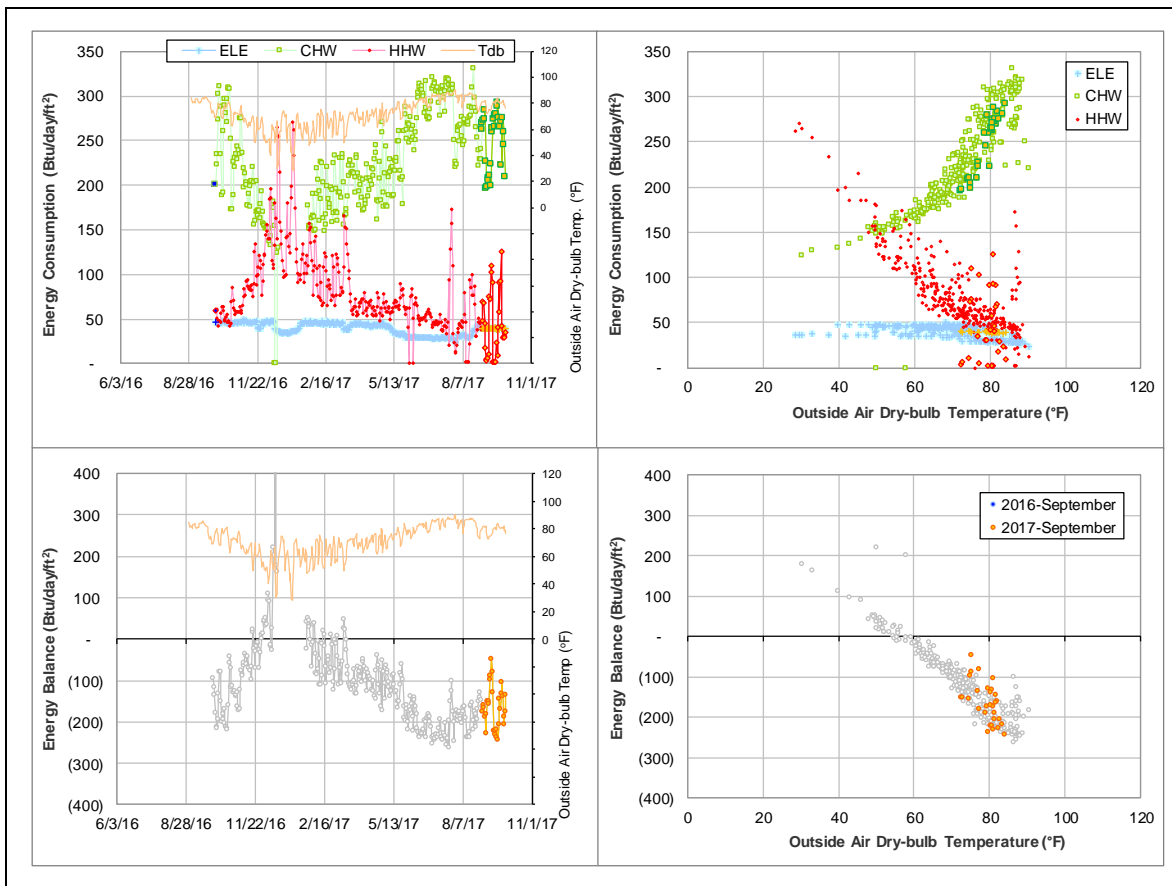 ELE CHW HHW Tdb
350
300
250
200
150
100
50
-
120
100
80
60
40
20
0
Energy Consumption (Btu/day/ft²)
Outside Air Dry-bulb Temp. (°F)
6/3/16 8/28/16 11/22/16 2/16/17 5/13/17 8/7/17 11/1/17
350
300
250
200
150
100
50
-
Energy Consumption (Btu/day/ft²)
ELE
CHW
HHW
0 20 40 60 80 100 120
Outside Air Dry-bulb Temperature (°F)
400
300
200
100
-
(100)
(200)
(300)
(400)
Energy Balance (Btu/day/ft²)
120
100
80
60
40
20
0
Outside Air Dry-bulb Temp (°F)
6/3/16 8/28/16 11/22/16 2/16/17 5/13/17 8/7/17 11/1/17
400
300
200
100
-
(100)
(200)
(300)
(400)
Energy Balance (Btu/day/ft²)
2016-September
2017-September
0 20 40 60 80 100 120
Outside Air Dry-bulb Temperature (°F)